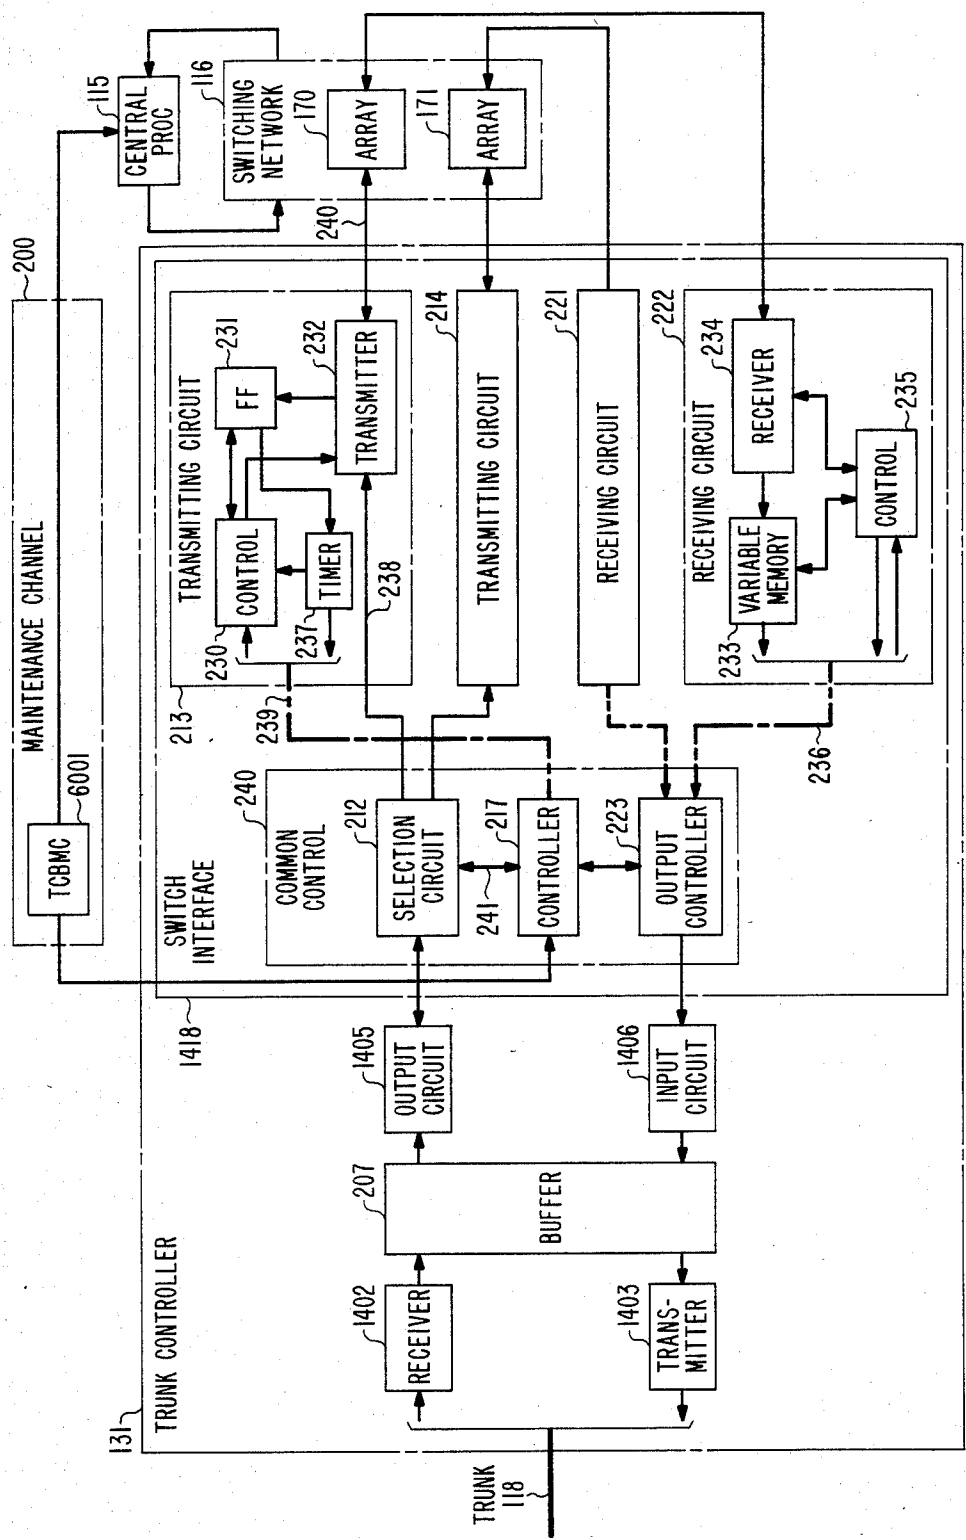 MAINTENANCE CHANNEL
200
TCBMC
6001
115
CENTRAL
PROC
116
SWITCHING
NETWORK
170
ARRAY
171
ARRAY
240
131
TRUNK CONTROLLER
1418
SWITCH
INTERFACE
213
TRANSMITTING CIRCUIT
230
CONTROL
231
FF
232
TRANSMITTER
237
TIMER
238
239
214
TRANSMITTING CIRCUIT
221
RECEIVING CIRCUIT
222
RECEIVING CIRCUIT
233
VARIABLE
MEMORY
234
RECEIVER
235
CONTROL
236
240
COMMON
CONTROL
212
SELECTION
CIRCUIT
241
217
CONTROLLER
223
OUTPUT
CONTROLLER
1405
OUTPUT
CIRCUIT
1406
INPUT
CIRCUIT
207
BUFFER
1402
RECEIVER
1403
TRANS-
MITTER
TRUNK
118